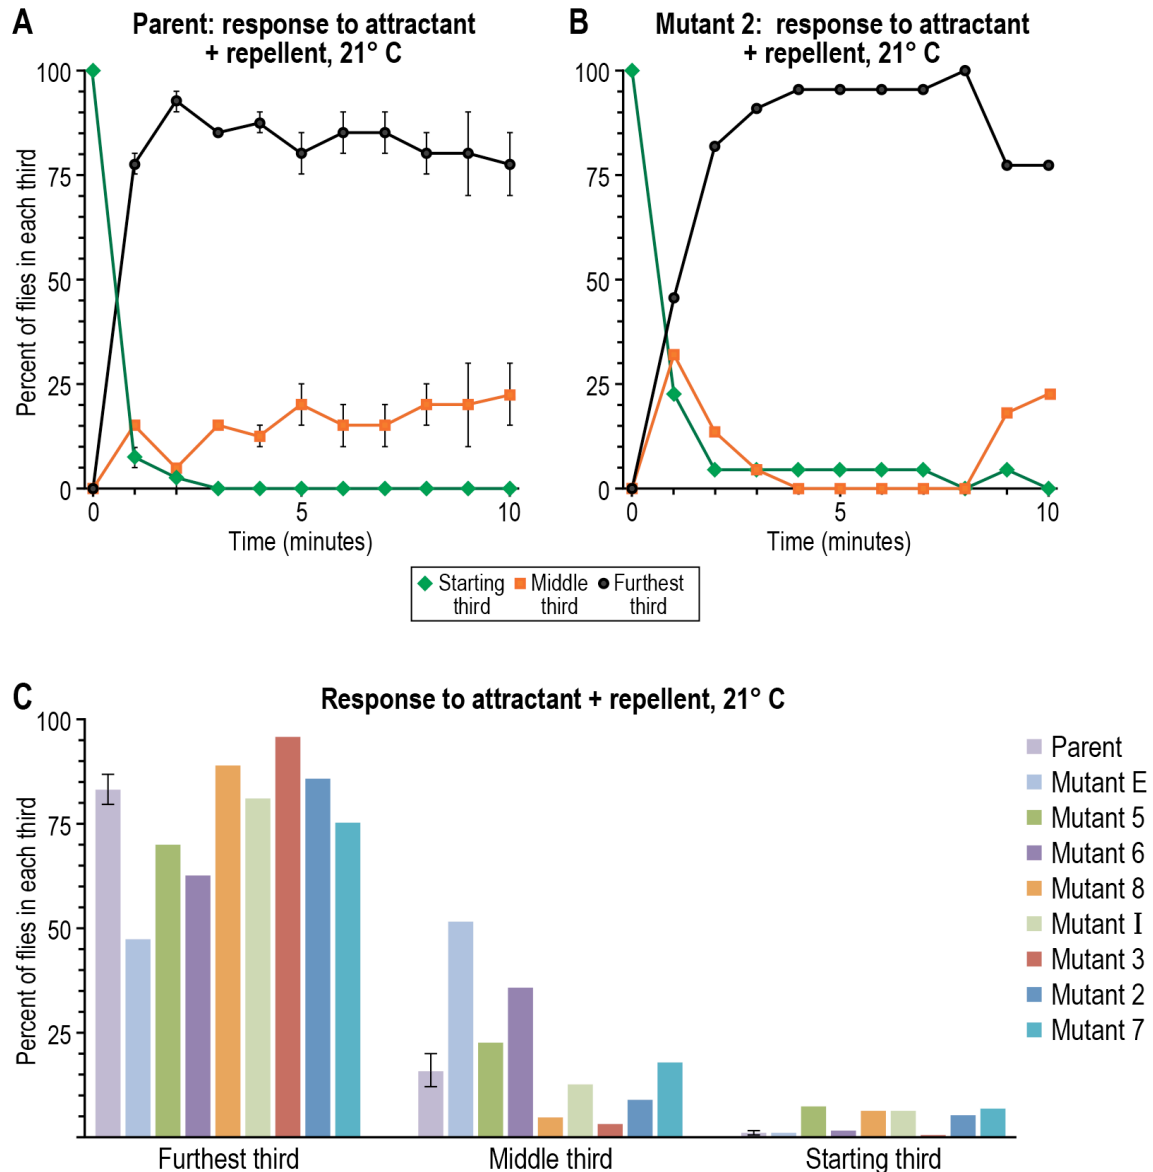 A
Parent: response to attractant
+ repellent, 21° C
Percent of flies in each third
100
75
50
25
0
0
5
10
Time (minutes)
B
Mutant 2: response to attractant
+ repellent, 21° C
100
75
50
25
0
0
5
10
Time (minutes)
Starting
third
Middle
third
Furthest
third
C
Response to attractant + repellent, 21° C
Percent of flies in each third
100
75
50
25
Furthest third
Middle third
Starting third
Parent
Mutant E
Mutant 5
Mutant 6
Mutant 8
Mutant I
Mutant 3
Mutant 2
Mutant 7